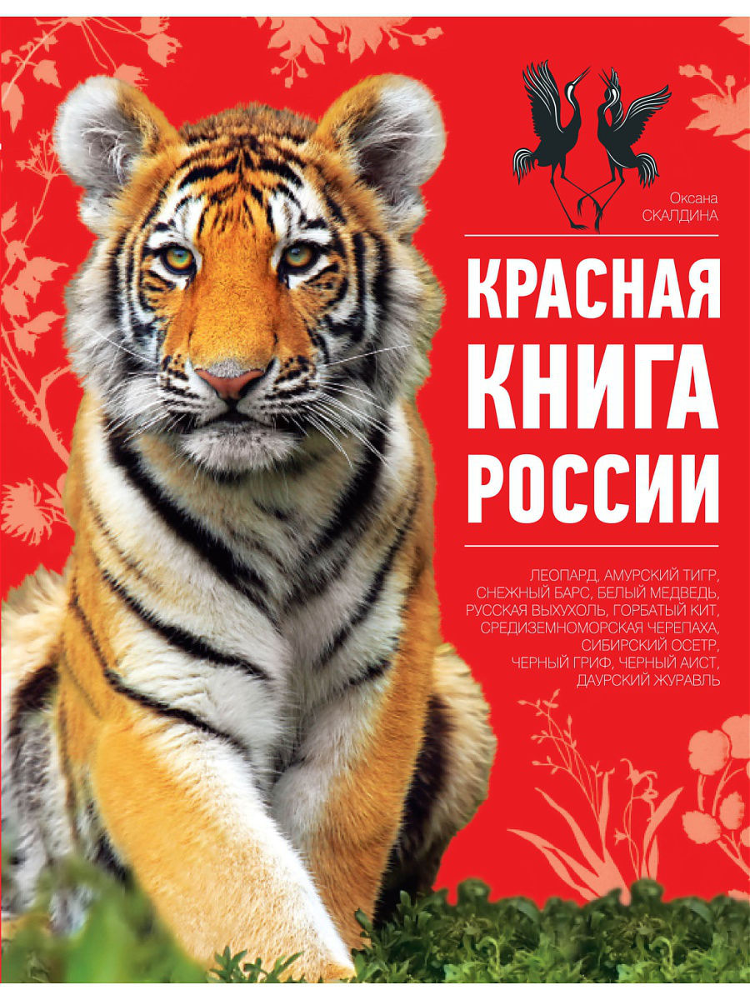 Оксана
СКАЛДИНА
КРАСНАЯ
КНИГА
РОССИИ
ЛЕОПАРД, АМУРСКИЙ ТИГР,
СНЕЖНЫЙ БАРС, БЕЛЫЙ МЕДВЕДЬ,
РУССКАЯ ВЫХУХОЛЬ, ГОРБАТЫЙ КИТ,
СРЕДИЗЕМНОМОРСКАЯ ЧЕРЕПАХА,
СИБИРСКИЙ ОСЕТР,
ЧЕРНЫЙ ГРИФ, ЧЕРНЫЙ АИСТ,
ДАУРСКИЙ ЖУРАВЛЬ